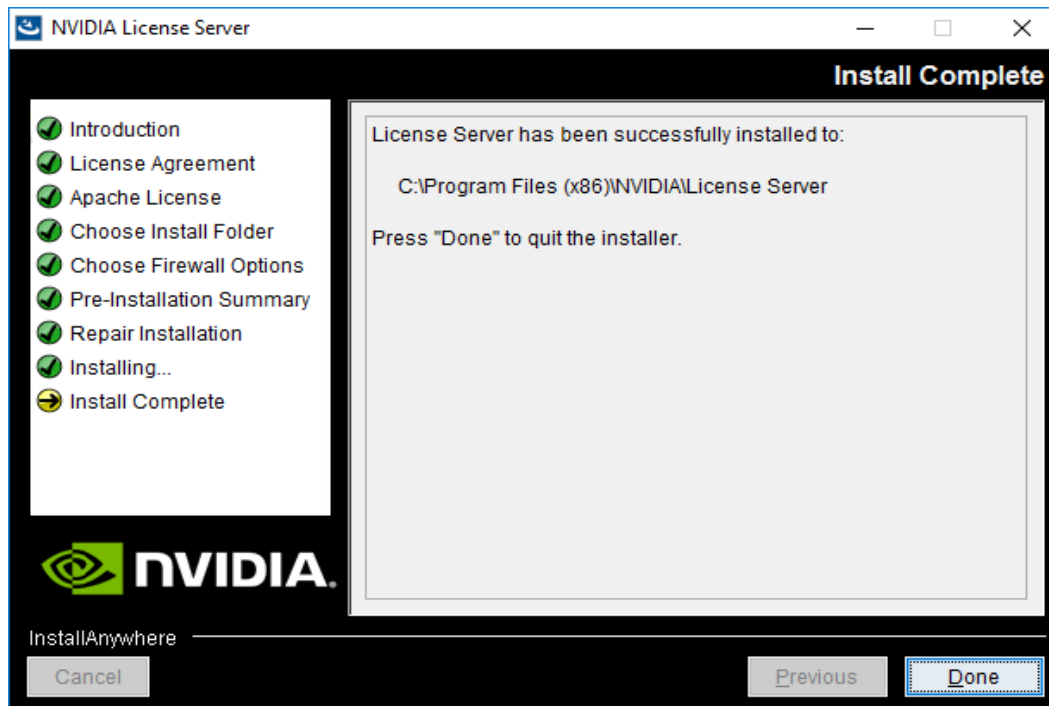 NVIDIA License Server
Install Complete
Introduction
License Agreement
Apache License
Choose Install Folder
Choose Firewall Options
Pre-Installation Summary
Repair Installation
Installing...
Install Complete
License Server has been successfully installed to:
C:\Program Files (x86)\NVIDIA\License Server
Press "Done" to quit the installer.
NVIDIA.
InstallAnywhere
Cancel
Previous
Done